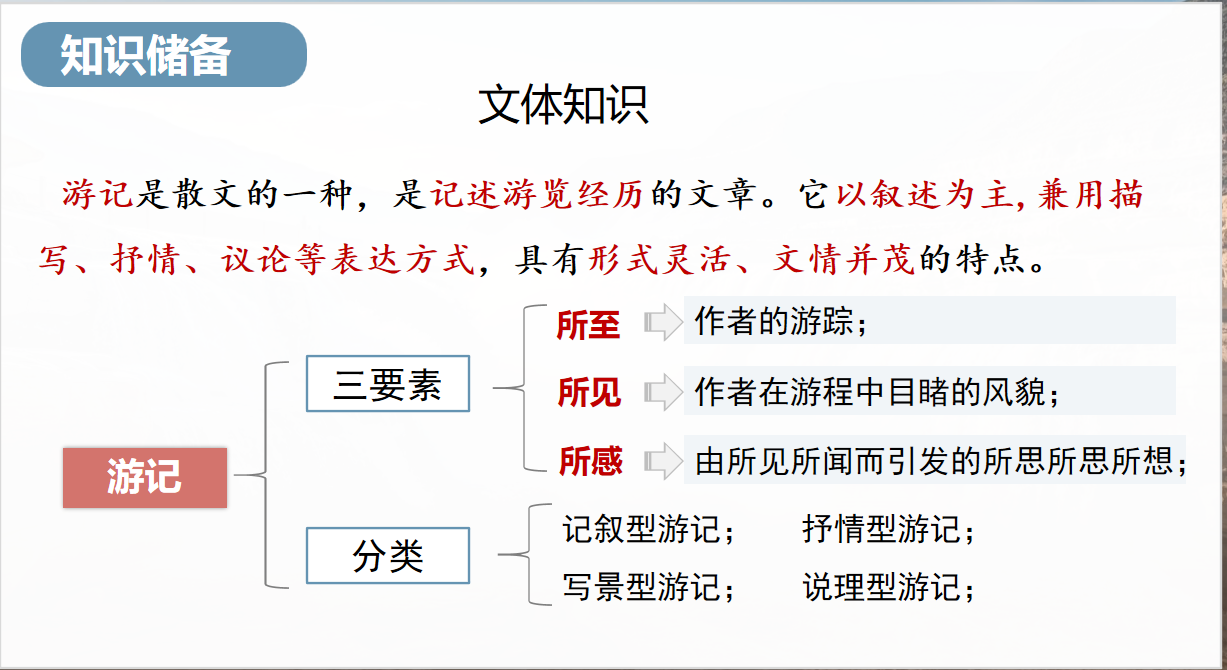 知识储备
文体知识
游记是散文的一种，是记述游览经历的文章。它以叙述为主,兼用描
写、抒情、议论等表达方式，具有形式灵活、文情并茂的特点。
所至 作者的游踪；
三要素
所见 作者在游程中目睹的风貌；
所感 由所见所闻而引发的所思所思所想；
游记
记叙型游记； 抒情型游记；
分类
写景型游记； 说理型游记；